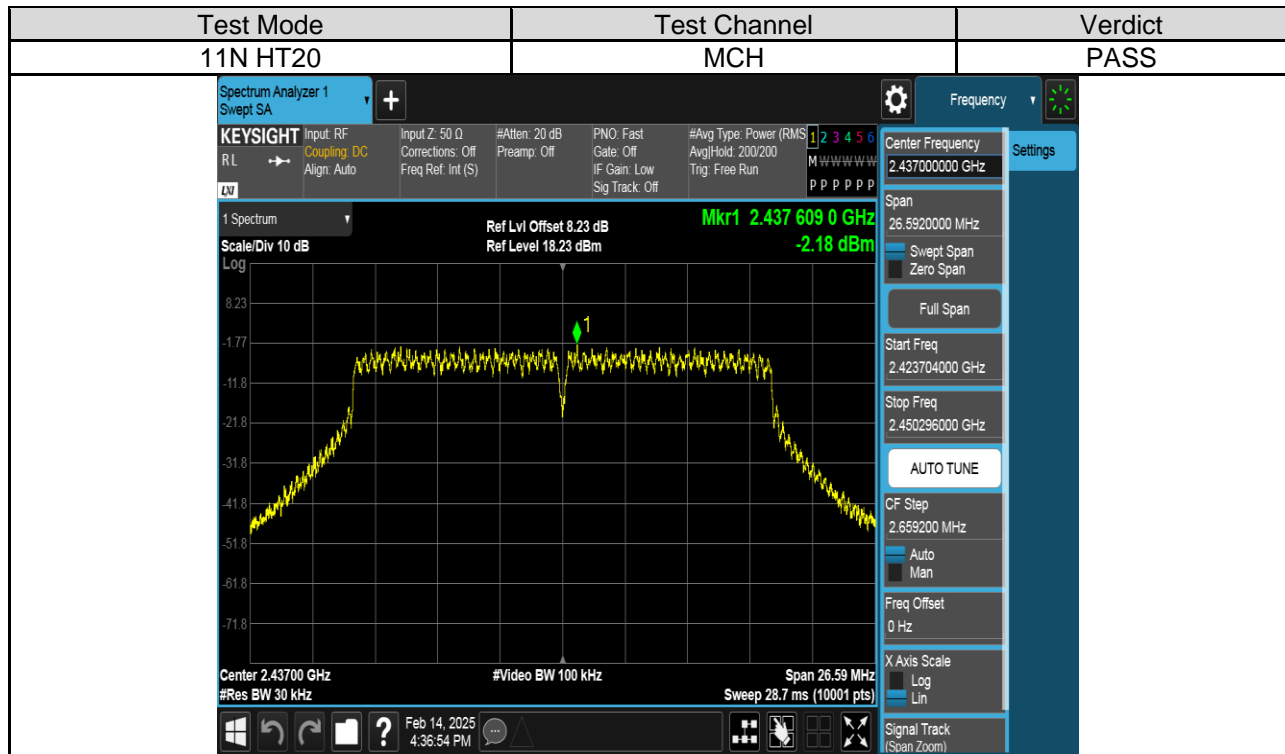 Test Mode Test Channel Verdict
11N HT20 MCH PASS
Spectrum Analyzer 1
Swept SA
Frequency
KEYSIGHT
R L
LXI
Input: RF
Coupling: DC
Align: Auto
Input Z: 50 Ω
Corrections: Off
Freq Ref: Int (S)
#Atten: 20 dB
Preamp: Off
PNO: Fast
Gate: Off
IF Gain: Low
Sig Track: Off
#Avg Type: Power (RMS
Avg|Hold: 200/200
Trig: Free Run
1 2 3 4 5 6
M W W W W W
P P P P P P
1 Spectrum
Scale/Div 10 dB
Log
Ref Lvl Offset 8.23 dB
Ref Level 18.23 dBm
Mkr1 2.437 609 0 GHz
-2.18 dBm
8.23
-1.77
-11.8
-21.8
-31.8
-41.8
-51.8
-61.8
-71.8
1
Center 2.43700 GHz
#Res BW 30 kHz
#Video BW 100 kHz
Span 26.59 MHz
Sweep 28.7 ms (10001 pts)
Feb 14, 2025
4:36:54 PM
Center Frequency
2.437000000 GHz
Span
26.5920000 MHz
Swept Span
Zero Span
Full Span
Start Freq
2.423704000 GHz
Stop Freq
2.450296000 GHz
AUTO TUNE
CF Step
2.659200 MHz
Auto
Man
Freq Offset
0 Hz
X Axis Scale
Log
Lin
Signal Track
(Span Zoom)
Settings